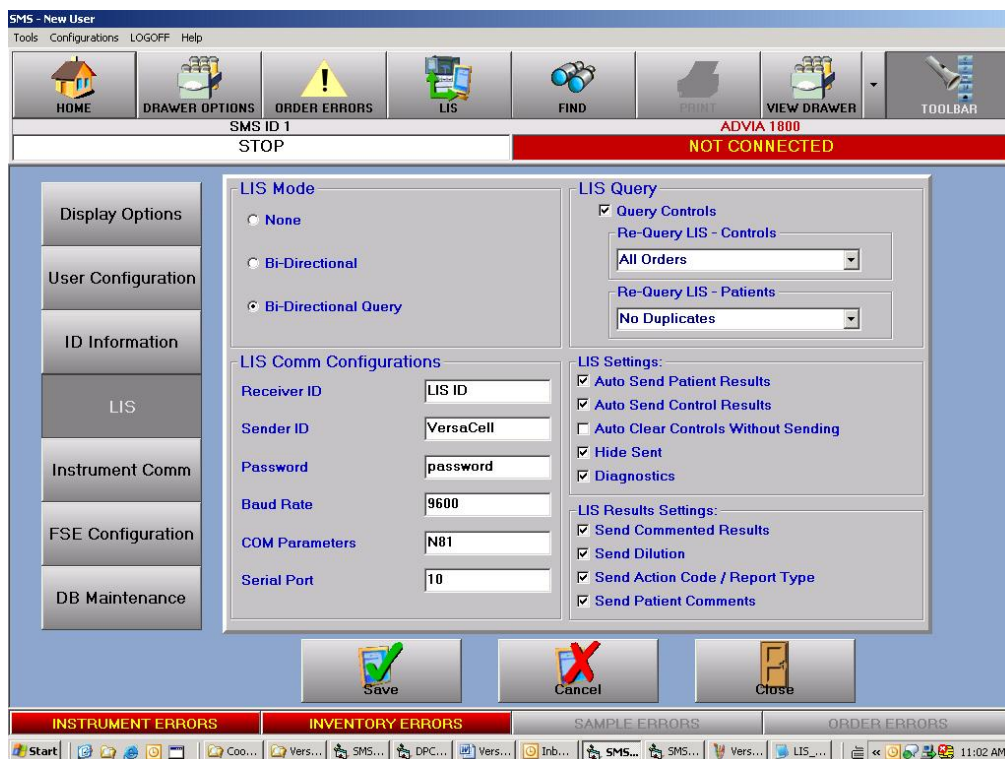 SMS - New User
Tools Configurations LOGOFF Help
HOME DRAWER OPTIONS ORDER ERRORS LIS FIND PRINT VIEW DRAWER TOOLBAR
SMS ID 1 ADVIA 1800
STOP NOT CONNECTED
Display Options
User Configuration
ID Information
LIS
Instrument Comm
FSE Configuration
DB Maintenance
LIS Mode
None
Bi-Directional
Bi-Directional Query
LIS Comm Configurations
Receiver ID LIS ID
Sender ID VersaCell
Password password
Baud Rate 9600
COM Parameters N81
Serial Port 10
LIS Query
Query Controls
Re-Query LIS - Controls
All Orders
Re-Query LIS - Patients
No Duplicates
LIS Settings:
Auto Send Patient Results
Auto Send Control Results
Auto Clear Controls Without Sending
Hide Sent
Diagnostics
LIS Results Settings:
Send Commented Results
Send Dilution
Send Action Code / Report Type
Send Patient Comments
Save Cancel Close
INSTRUMENT ERRORS INVENTORY ERRORS SAMPLE ERRORS ORDER ERRORS
Start Coo... Vers... SMS... DPC... Vers... Inb... SMS... SMS... Vers... LIS_... « 11:02 AM